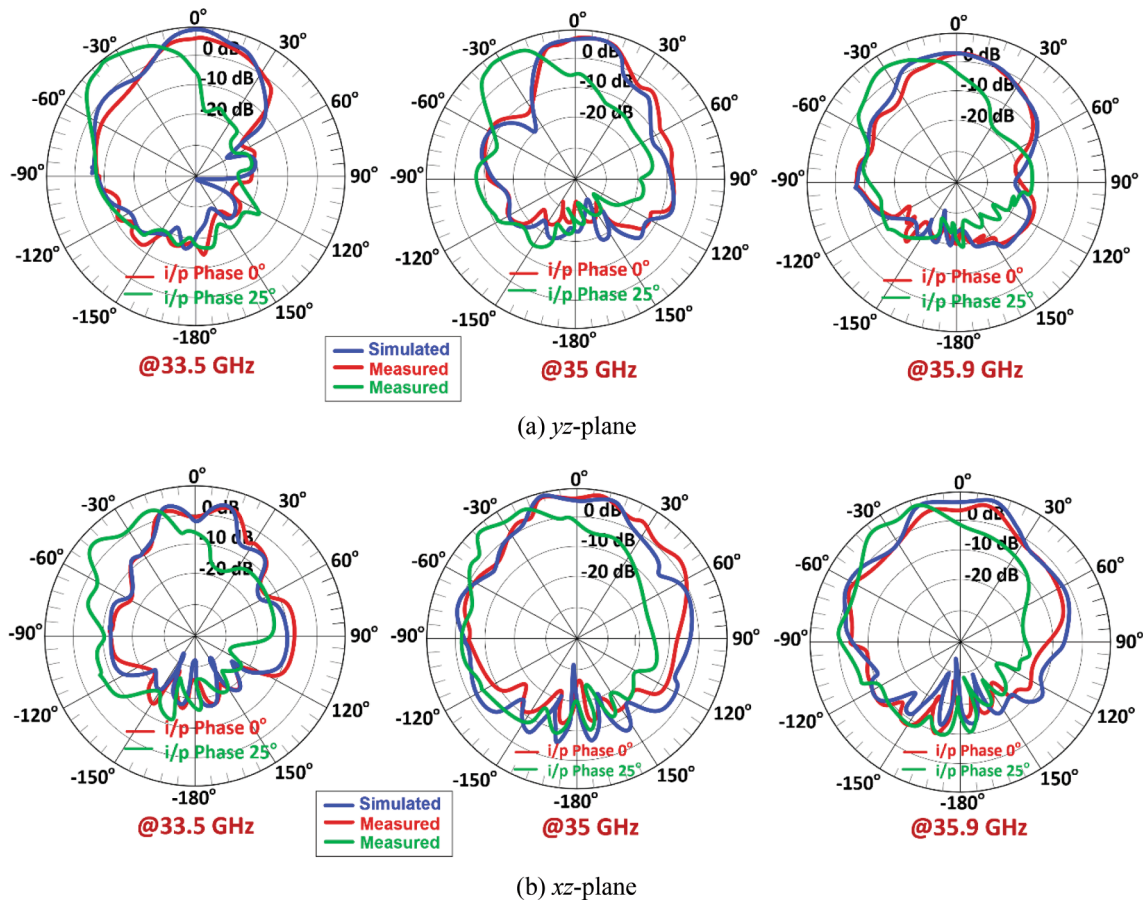 0°
-30°
30°
0 dB
-10 dB
-20 dB
-60°
60°
-90°
90°
-120°
120°
i/p Phase 0°
i/p Phase 25°
-150°
150°
-180°
@33.5 GHz
0°
-30°
30°
0 dB
-10 dB
-20 dB
-60°
60°
-90°
90°
-120°
120°
i/p Phase 0°
i/p Phase 25°
-150°
150°
-180°
@35 GHz
0°
-30°
30°
0 dB
-10 dB
-20 dB
-60°
60°
-90°
90°
-120°
120°
i/p Phase 0°
i/p Phase 25°
-150°
150°
-180°
@35.9 GHz
Simulated
Measured
Measured
(a) yz-plane
0°
-30°
30°
0 dB
-10 dB
-20 dB
-60°
60°
-90°
90°
-120°
120°
i/p Phase 0°
i/p Phase 25°
-150°
150°
-180°
@33.5 GHz
0°
-30°
30°
0 dB
-10 dB
-20 dB
-60°
60°
-90°
90°
-120°
120°
i/p Phase 0°
i/p Phase 25°
-150°
150°
-180°
@35 GHz
0°
-30°
30°
0 dB
-10 dB
-20 dB
-60°
60°
-90°
90°
-120°
120°
i/p Phase 0°
i/p Phase 25°
-150°
150°
-180°
@35.9 GHz
Simulated
Measured
Measured
(b) xz-plane